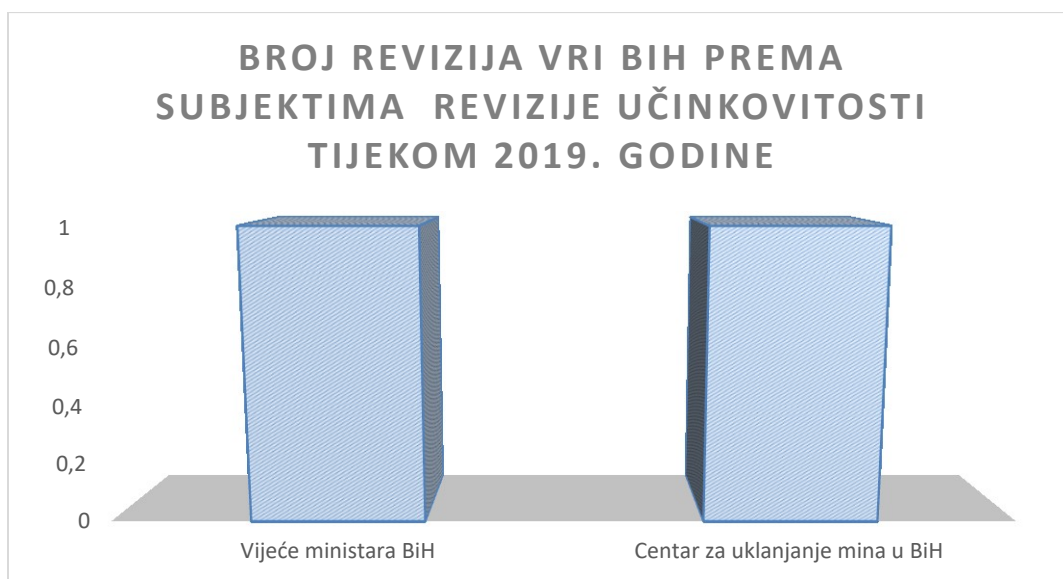 BROJ REVIZIJA VRI BIH PREMA
SUBJEKTIMA REVIZIJE UČINKOVITOSTI
TIJEKOM 2019. GODINE
1
0,8
0,6
0,4
0,2
0
Vijeće ministara BiH
Centar za uklanjanje mina u BiH